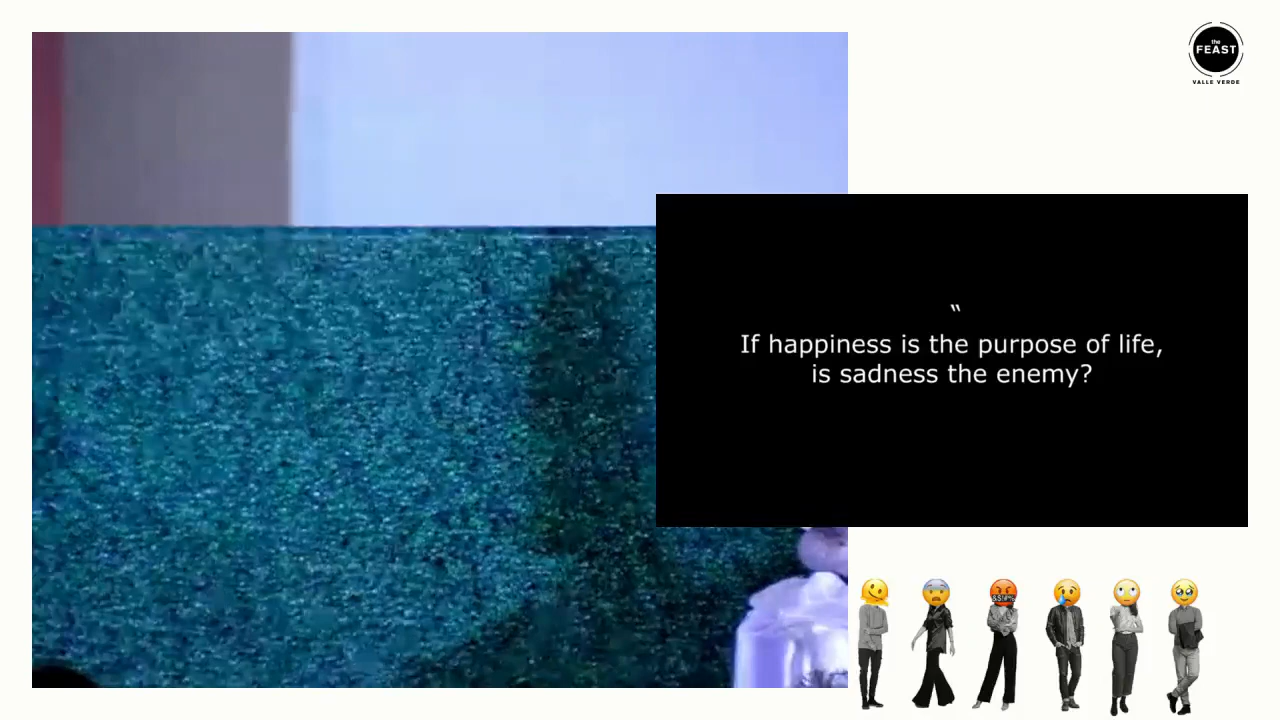 the
FEAST
VALLE VERDE
“
If happiness is the purpose of life,
is sadness the enemy?
&$!#%